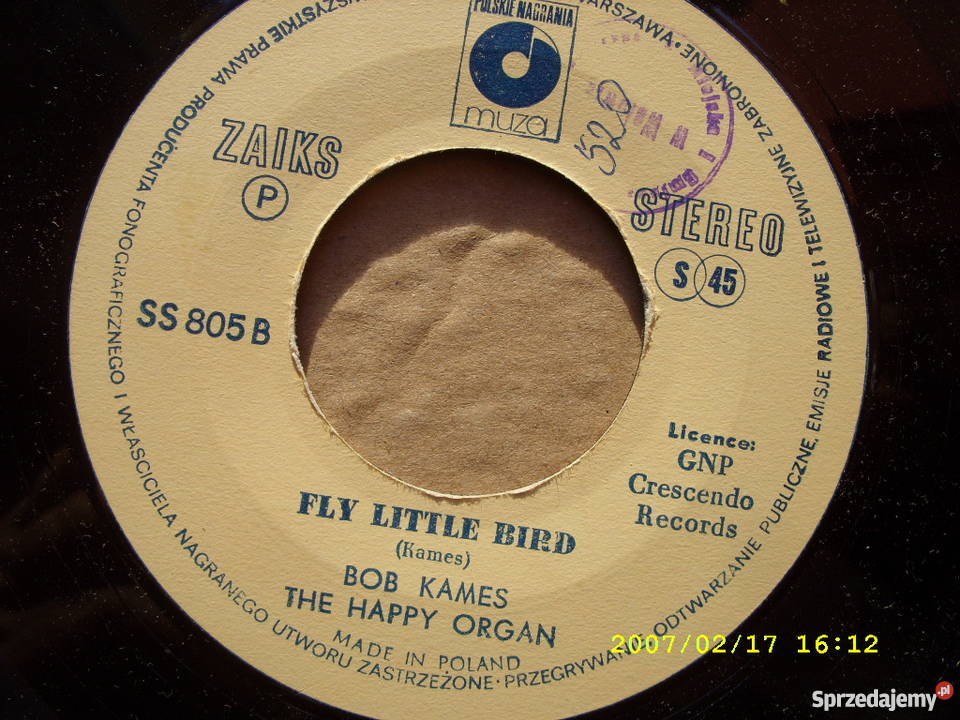 POLSKIE NAGRANIA
muza
ZAIKS
P
528
STEREO
S 45
SS 805 B
Licence:
GNP
Crescendo
Records
FLY LITTLE BIRD
(Kames)
BOB KAMES
THE HAPPY ORGAN
MADE IN POLAND
WSZYSTKIE PRAWA PRODUCENTA FONOGRAFICZNEGO I WŁAŚCICIELA NAGRANEGO UTWORU ZASTRZEŻONE · PRZEGRYWANIE, ODTWARZANIE PUBLICZNE, EMISJE RADIOWE I TELEWIZYJNE ZABRONIONE · WARSZAWA
2007/02/17 16:12
Sprzedajemy.pl